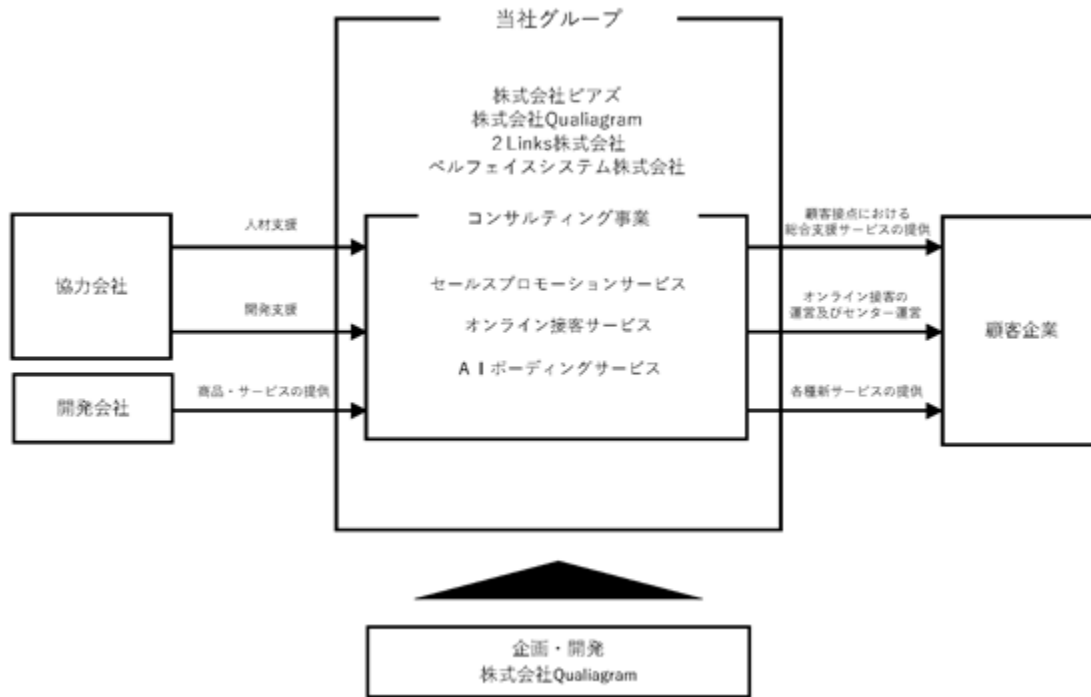 当社グループ
株式会社ピアズ
株式会社Qualiagram
２Links株式会社
ベルフェイスシステム株式会社
協力会社
開発会社
人材支援
開発支援
商品・サービスの提供
コンサルティング事業
セールスプロモーションサービス
オンライン接客サービス
ＡＩボーディングサービス
顧客接点における
総合支援サービスの提供
オンライン接客の
運営及びセンター運営
各種新サービスの提供
顧客企業
企画・開発
株式会社Qualiagram